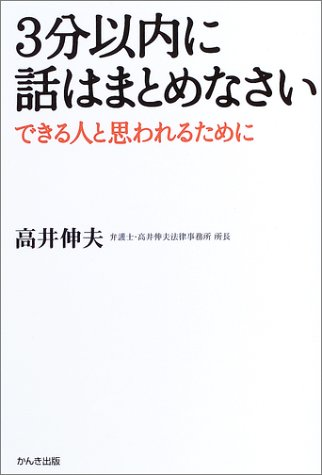 3分以内に
話はまとめなさい
できる人と思われるために
高井伸夫 弁護士・高井伸夫法律事務所 所長
かんき出版